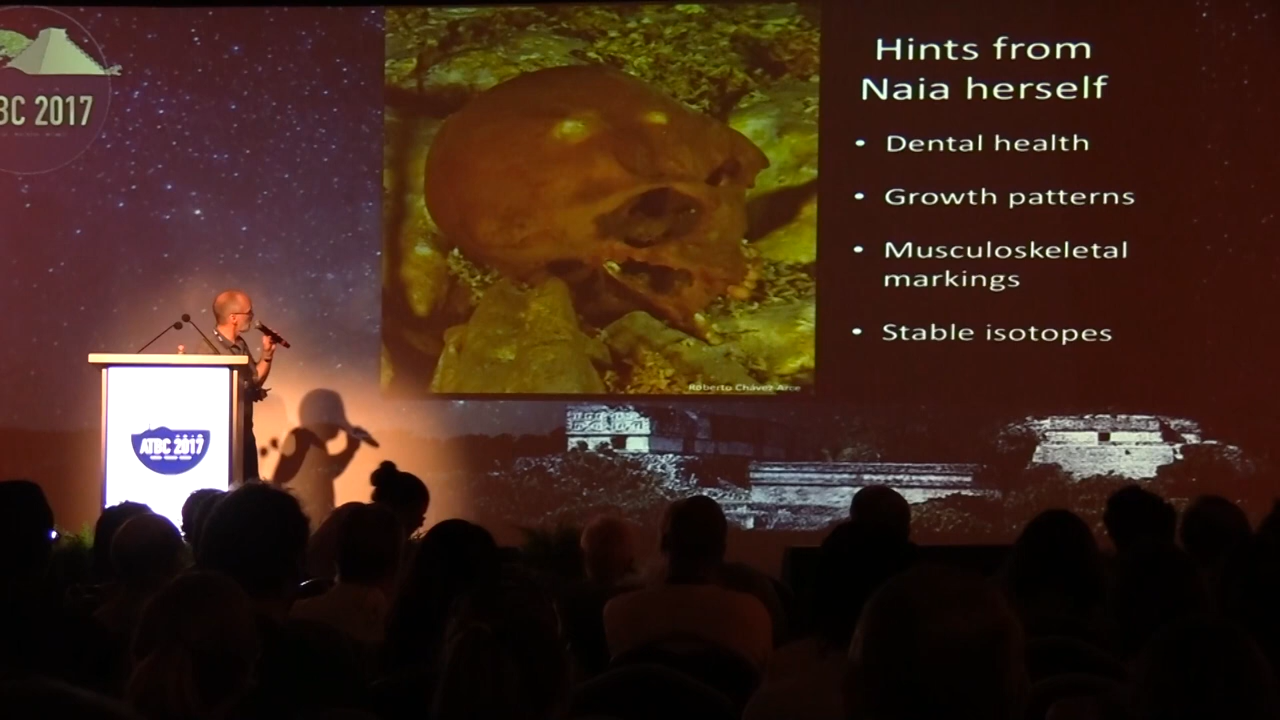 BC 2017
Hints from
Naia herself
• Dental health
• Growth patterns
• Musculoskeletal
markings
• Stable isotopes
Roberto Chávez Arce
ATBC 2017